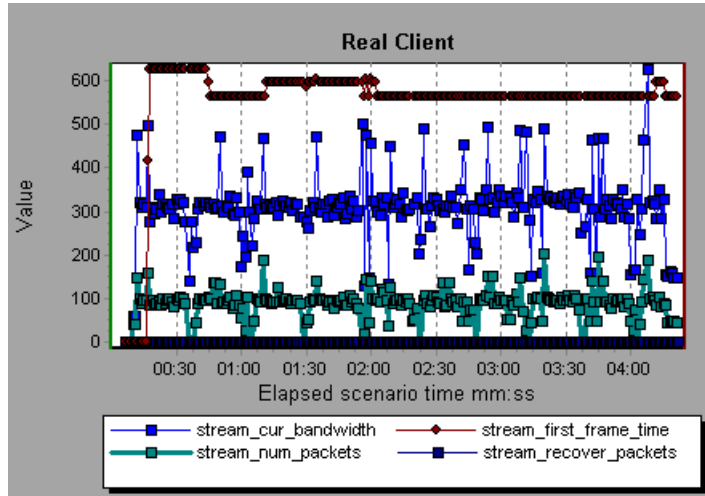 Real Client
600
500
400
300
200
100
0
Value
00:30 01:00 01:30 02:00 02:30 03:00 03:30 04:00
Elapsed scenario time mm:ss
stream_cur_bandwidth stream_first_frame_time
stream_num_packets stream_recover_packets